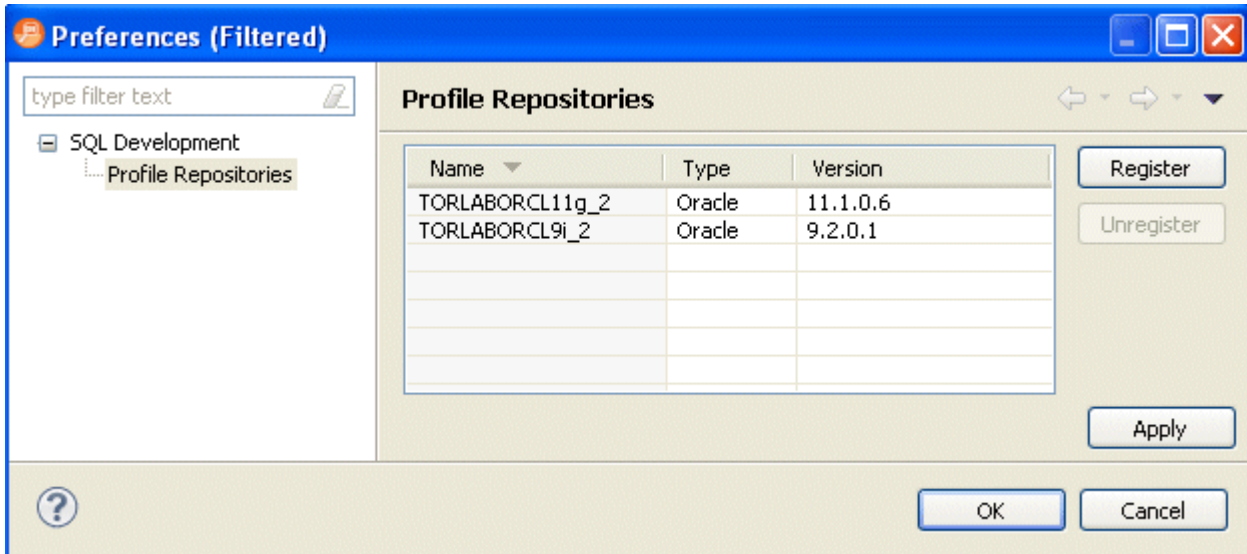 Preferences (Filtered)
type filter text
SQL Development
Profile Repositories
Profile Repositories
Name Type Version
TORLABORCL11g_2 Oracle 11.1.0.6
TORLABORCL9i_2 Oracle 9.2.0.1
Register
Unregister
Apply
?
OK Cancel